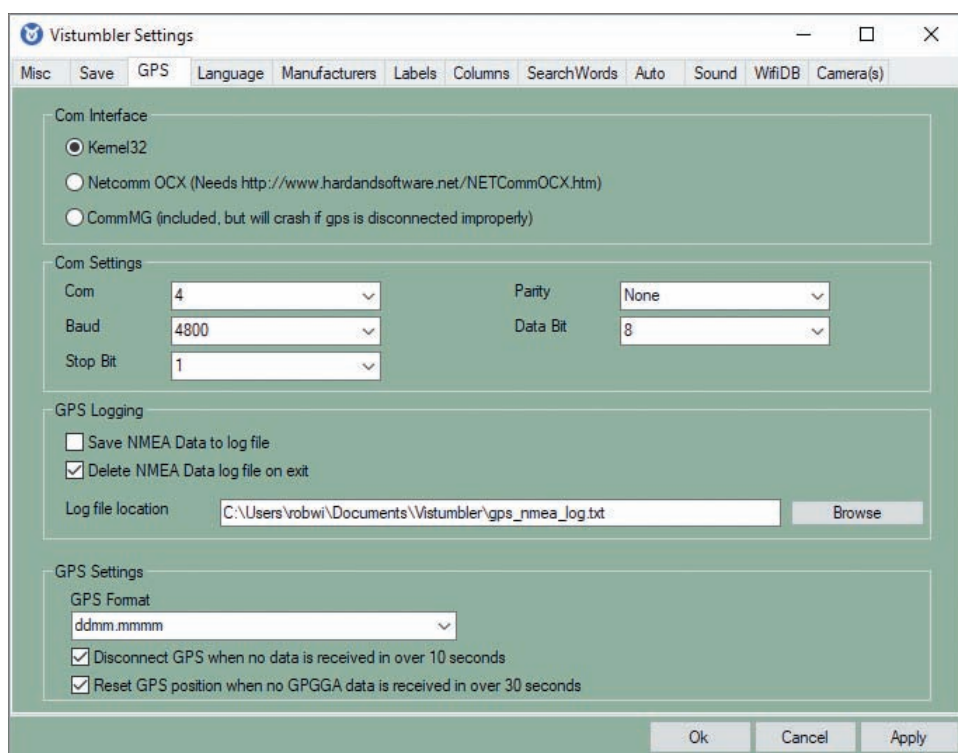 Vistumbler Settings
Misc Save GPS Language Manufacturers Labels Columns SearchWords Auto Sound WifiDB Camera(s)
Com Interface
Kernel32
Netcomm OCX (Needs http://www.hardandsoftware.net/NETCommOCX.htm)
CommMG (included, but will crash if gps is disconnected improperly)
Com Settings
Com 4 Parity None
Baud 4800 Data Bit 8
Stop Bit 1
GPS Logging
Save NMEA Data to log file
Delete NMEA Data log file on exit
Log file location C:\Users\robwi\Documents\Vistumbler\gps_nmea_log.txt Browse
GPS Settings
GPS Format
ddmm.mmmm
Disconnect GPS when no data is received in over 10 seconds
Reset GPS position when no GPGGA data is received in over 30 seconds
Ok Cancel Apply